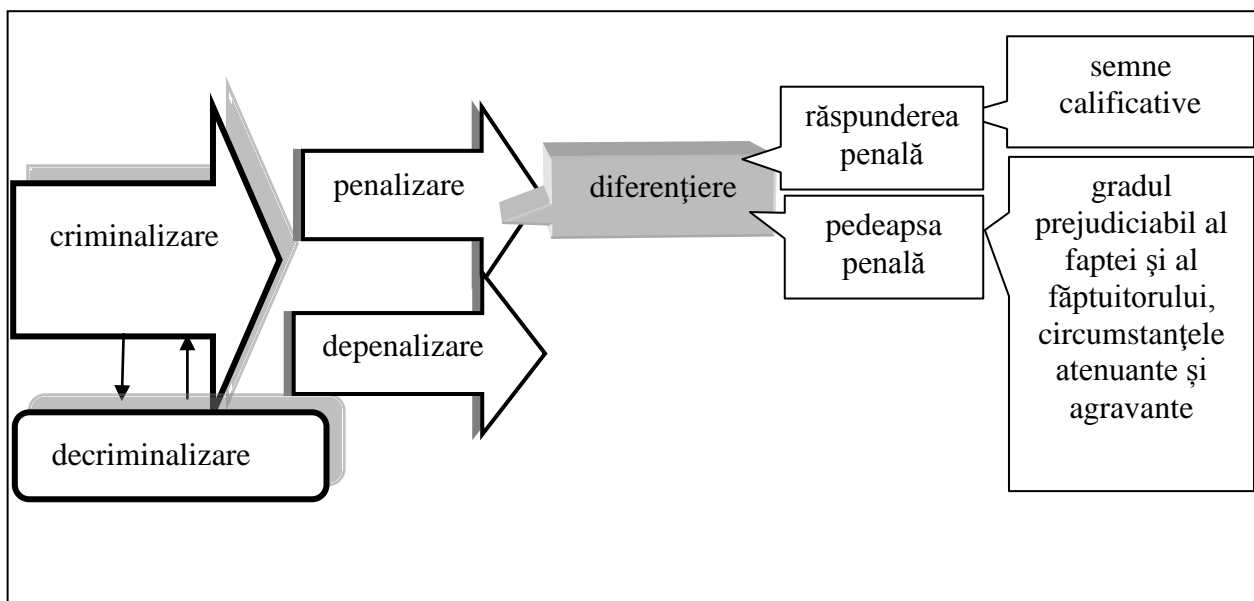 criminalizare
decriminalizare
penalizare
depenalizare
diferenţiere
răspunderea
penală
pedeapsa
penală
semne
calificative
gradul
prejudiciabil al
faptei şi al
făptuitorului,
circumstanţele
atenuante și
agravante